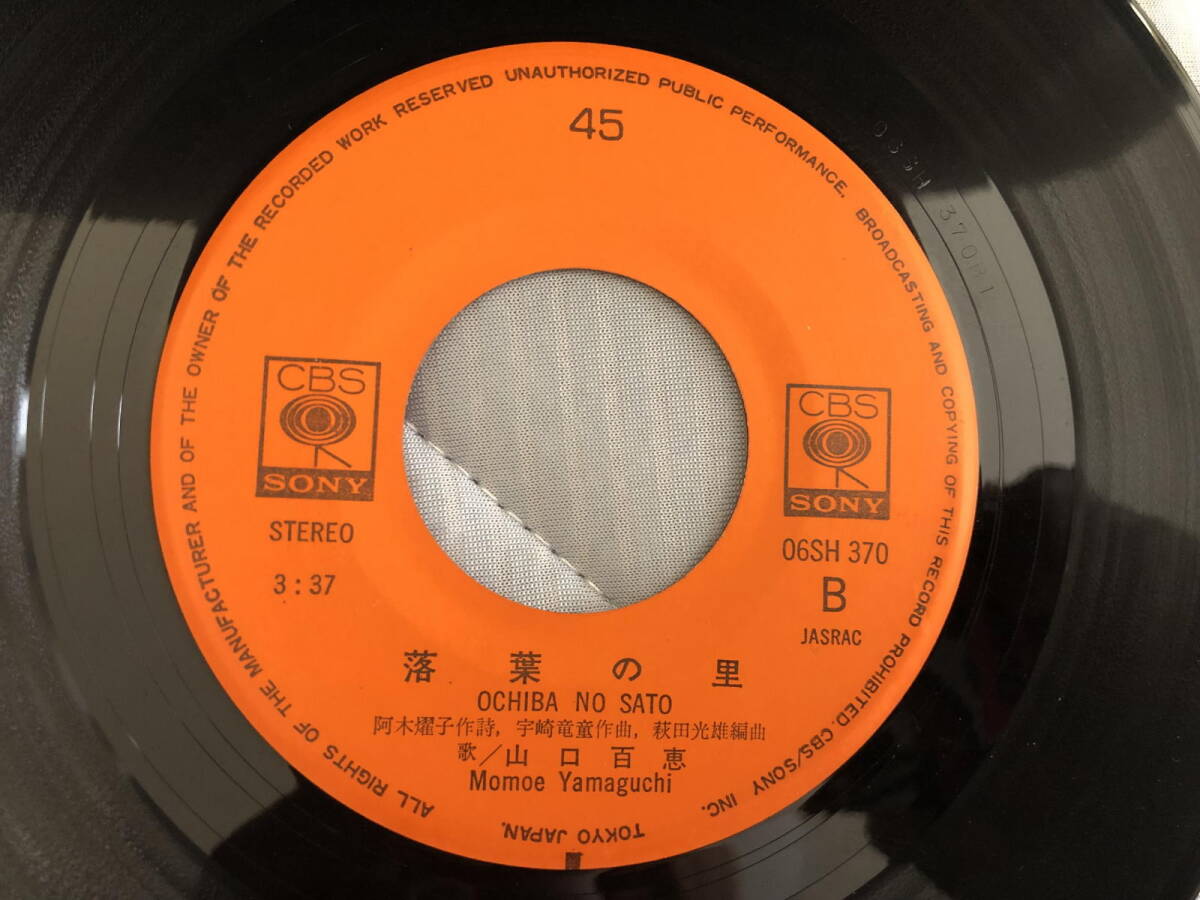 ALL RIGHTS OF THE MANUFACTURER AND OF THE OWNER OF THE RECORDED WORK RESERVED UNAUTHORIZED PUBLIC PERFORMANCE. BROADCASTING AND COPYING OF THIS RECORD PROHIBITED. CBS/SONY INC. TOKYO JAPAN.
45
CBS
SONY
STEREO
3:37
CBS
SONY
06SH 370
B
JASRAC
落葉の里
OCHIBA NO SATO
阿木燿子作詩, 宇崎竜童作曲, 萩田光雄編曲
歌/山口百恵
Momoe Yamaguchi